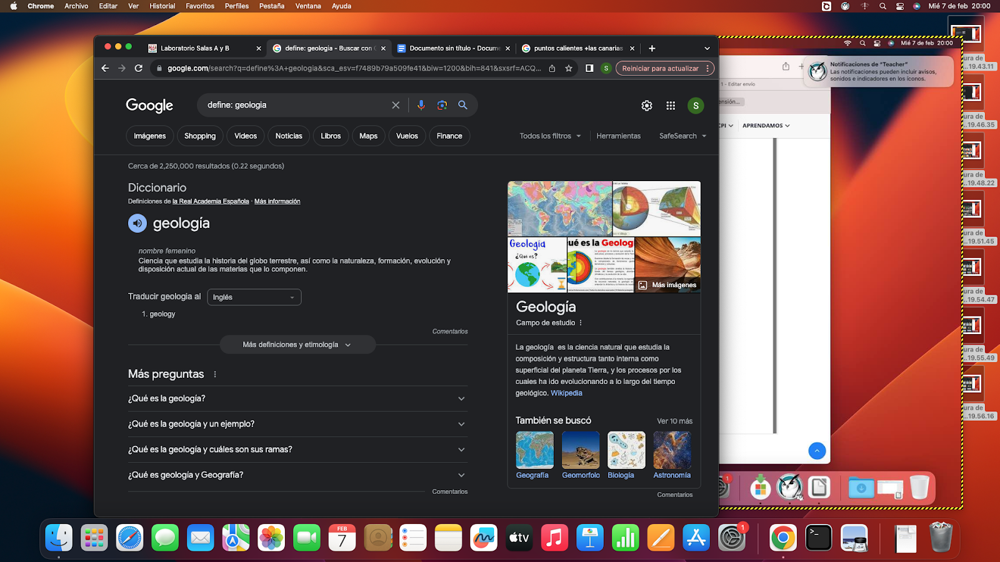 Chrome Archivo Editar Ver Historial Favoritos Perfiles Pestaña Ventana Ayuda
Mié 7 de feb 20:00
Laboratorio Salas A y B
define: geologia - Buscar con
Documento sin título - Docume
puntos calientes +las canarias
google.com/search?q=define%3A+geologia&sca_esv=f7489b79a509fe41&biw=1200&bih=841&sxsrf=ACQ...
S
Reiniciar para actualizar
Google
define: geologia
S
Imágenes
Shopping
Videos
Noticias
Libros
Maps
Vuelos
Finance
Todos los filtros
Herramientas
SafeSearch
Cerca de 2,250,000 resultados (0.22 segundos)
Diccionario
Definiciones de la Real Academia Española · Más información
geología
nombre femenino
Ciencia que estudia la historia del globo terrestre, así como la naturaleza, formación, evolución y
disposición actual de las materias que lo componen.
Traducir geologia al
Inglés
1. geology
Comentarios
Más definiciones y etimología
Más preguntas
¿Qué es la geología?
¿Qué es la geología y un ejemplo?
¿Qué es la geología y cuáles son sus ramas?
¿Qué es geología y Geografía?
Comentarios
Geología
¿Qué es?
ué es la Geolog
Más imágenes
Geología
Campo de estudio
La geología es la ciencia natural que estudia la
composición y estructura tanto interna como
superficial del planeta Tierra, y los procesos por los
cuales ha ido evolucionando a lo largo del tiempo
geológico. Wikipedia
También se buscó
Ver 10 más
Geografía
Geomorfolo
Biología
Astronomía
Comentarios
Mié 7 de feb 20:00
Notificaciones de "Teacher"
Las notificaciones pueden incluir avisos,
sonidos e indicadores en los íconos.
1 - Editar envío
ensión...
CPI
APRENDAMOS
ura de
...19.43.11
ura de
...19.46.35
ura de
...19.48.22
ura de
...19.51.45
ura de
...19.54.47
ura de
...19.55.49
ura de
...19.56.16
1
FEB
7
tv
1